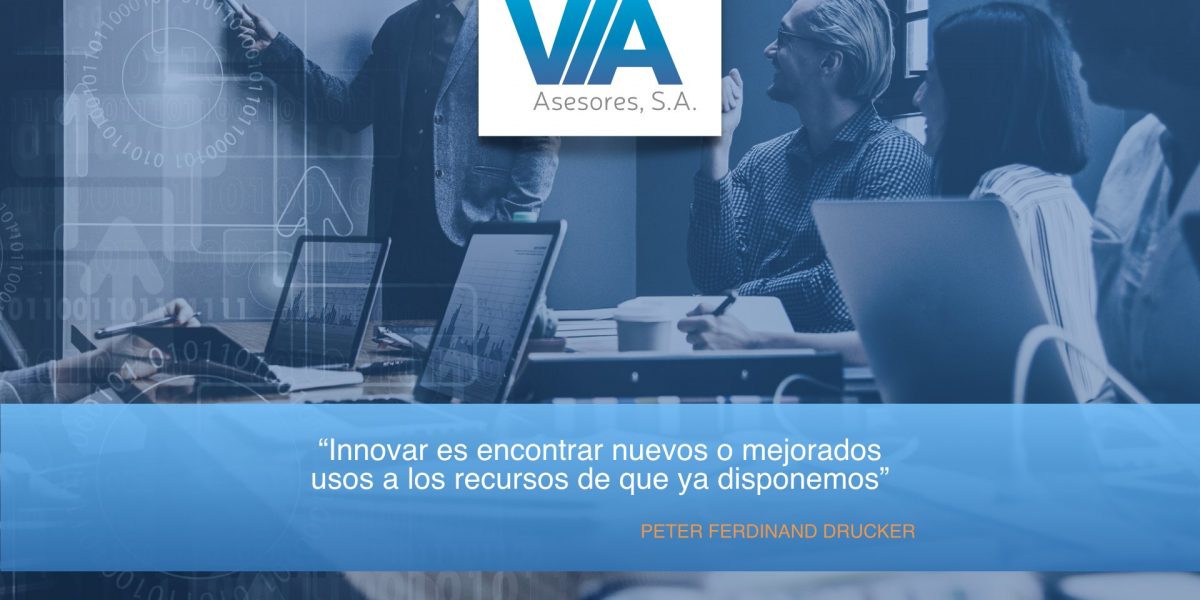 VIA
Asesores, S.A.
“Innovar es encontrar nuevos o mejorados
usos a los recursos de que ya disponemos”
PETER FERDINAND DRUCKER